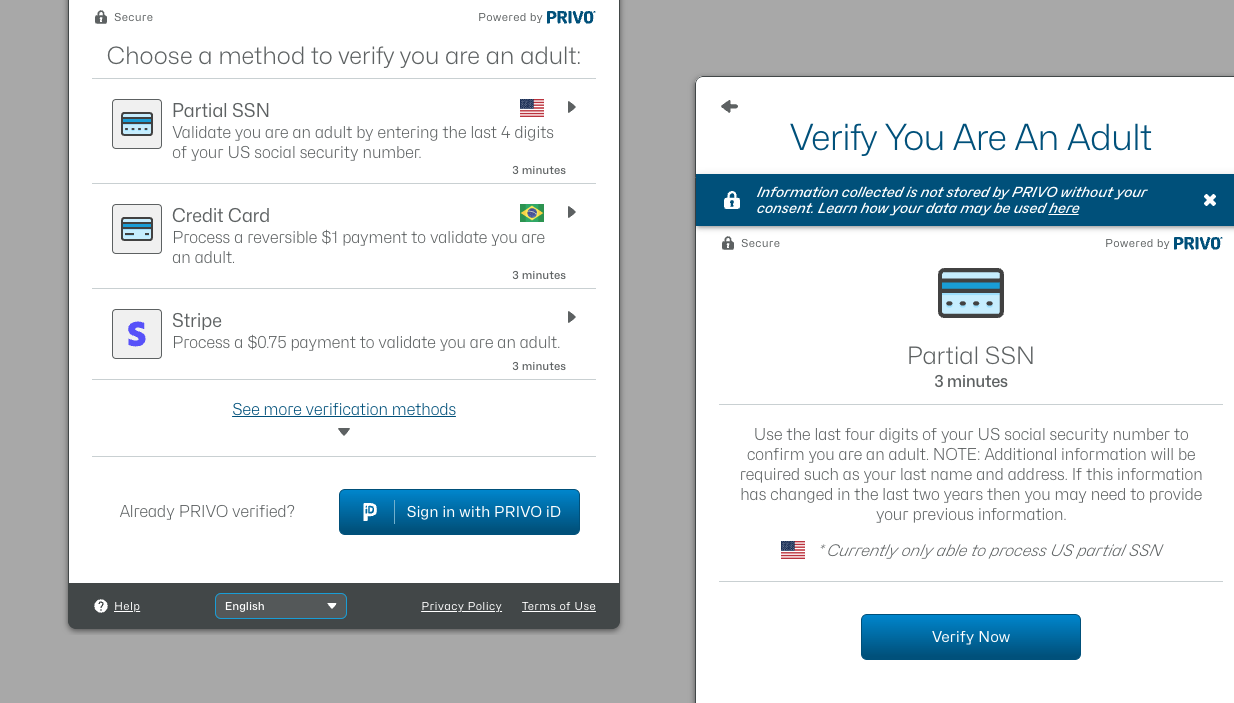 Secure
Powered by PRIVO
Choose a method to verify you are an adult:
Partial SSN
Validate you are an adult by entering the last 4 digits
of your US social security number.
3 minutes
Credit Card
Process a reversible $1 payment to validate you are
an adult.
3 minutes
S
Stripe
Process a $0.75 payment to validate you are an adult.
3 minutes
See more verification methods
Already PRIVO verified?
iD Sign in with PRIVO iD
? Help
English
Privacy Policy
Terms of Use
Verify You Are An Adult
Information collected is not stored by PRIVO without your
consent. Learn how your data may be used here
Secure
Powered by PRIVO
Partial SSN
3 minutes
Use the last four digits of your US social security number to
confirm you are an adult. NOTE: Additional information will be
required such as your last name and address. If this information
has changed in the last two years then you may need to provide
your previous information.
* Currently only able to process US partial SSN
Verify Now